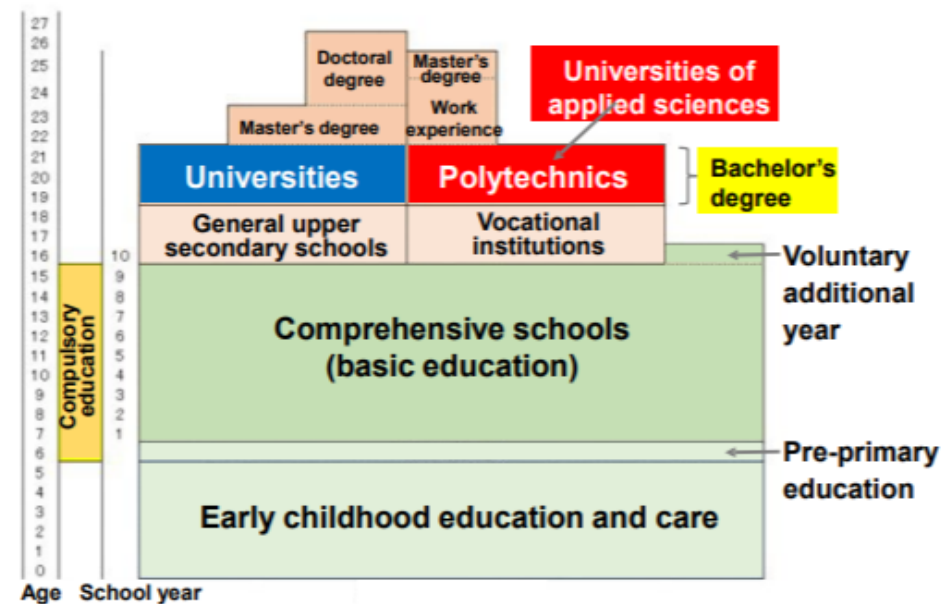 27
26
25
24
23
22
21
20
19
18
17
16
15
14
13
12
11
10
9
8
7
6
5
4
3
2
1
0
Age
Compulsory
education
10
9
8
7
6
5
4
3
2
1
School year
Doctoral
degree
Master's
degree
Work
experience
Master's degree
Universities of
applied sciences
Universities
Polytechnics
Bachelor's
degree
General upper
secondary schools
Vocational
institutions
Voluntary
additional
year
Comprehensive schools
(basic education)
Pre-primary
education
Early childhood education and care